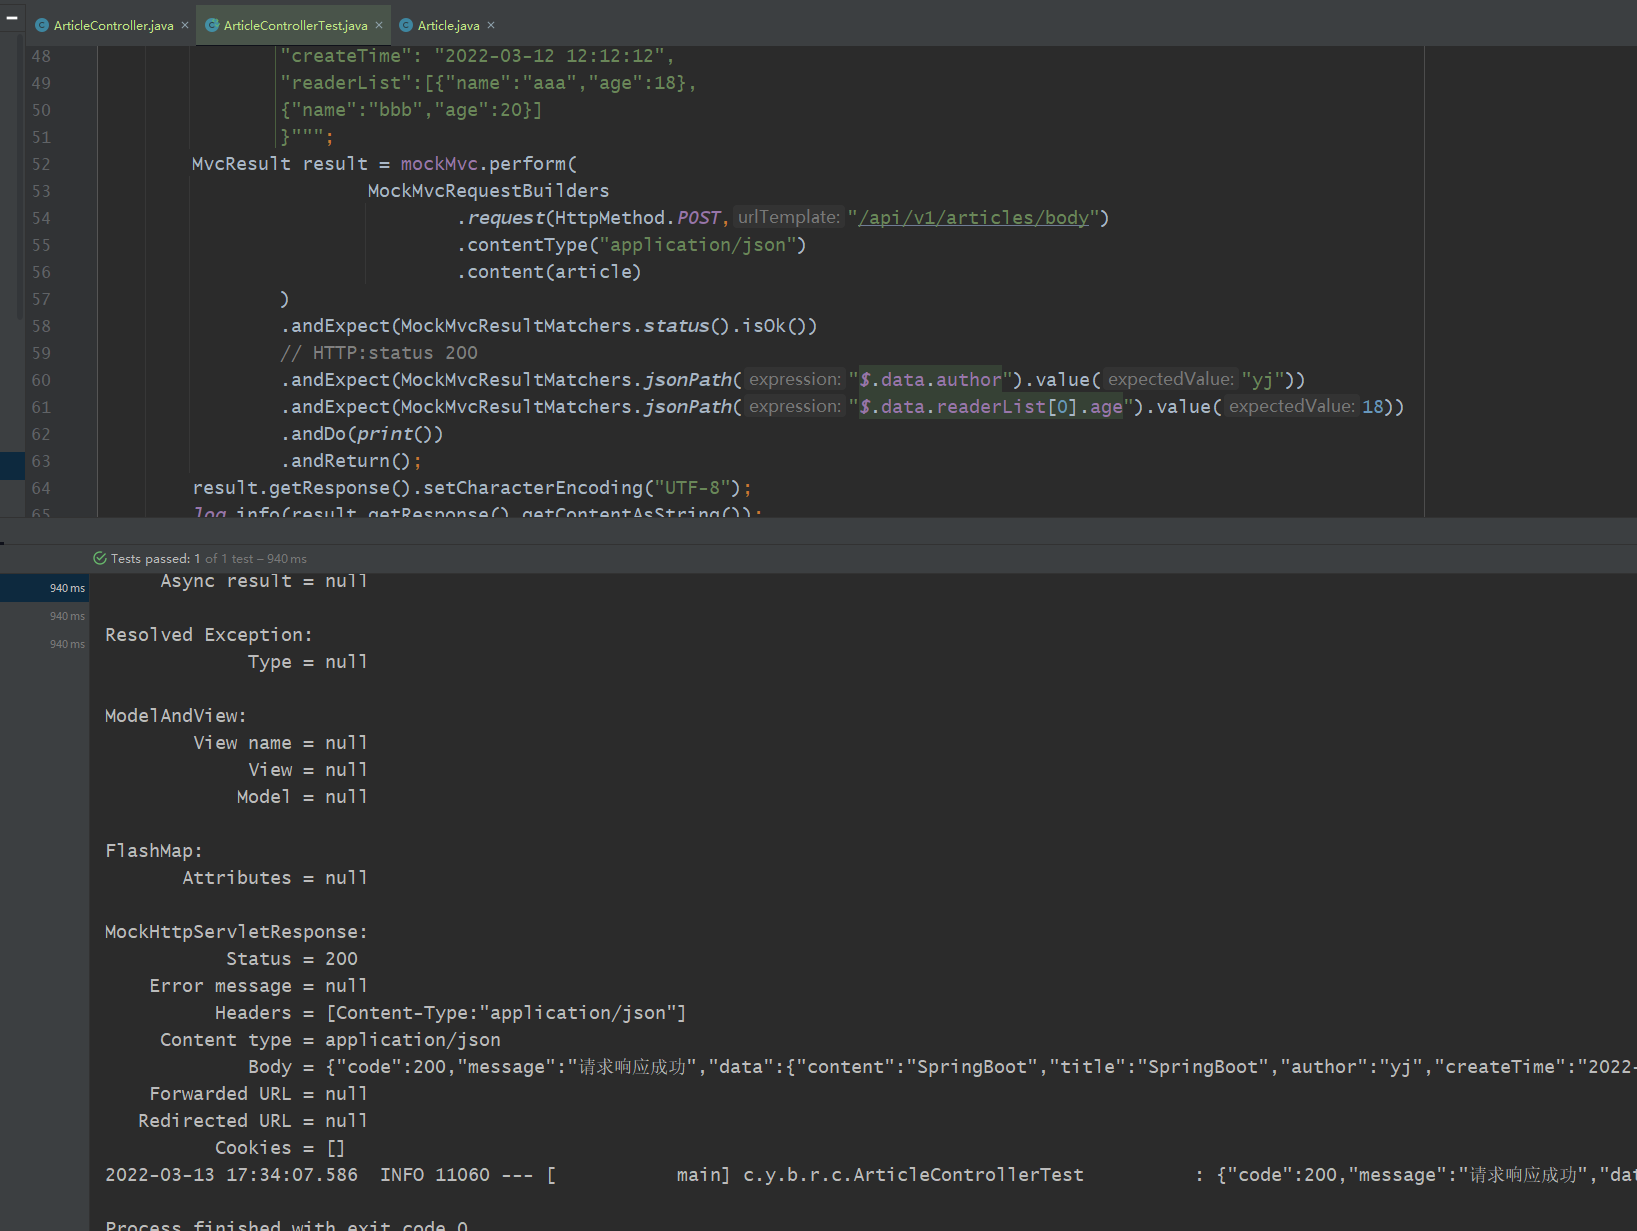 ArticleController.java ArticleControllerTest.java Article.java
48 "createTime": "2022-03-12 12:12:12",
49 "readerList":[{"name":"aaa","age":18},
50 {"name":"bbb","age":20}]
51 }""";
52 MvcResult result = mockMvc.perform(
53 MockMvcRequestBuilders
54 .request(HttpMethod.POST, urlTemplate: "/api/v1/articles/body")
55 .contentType("application/json")
56 .content(article)
57 )
58 .andExpect(MockMvcResultMatchers.status().isOk())
59 // HTTP:status 200
60 .andExpect(MockMvcResultMatchers.jsonPath( expression: "$.data.author").value( expectedValue: "yj"))
61 .andExpect(MockMvcResultMatchers.jsonPath( expression: "$.data.readerList[0].age").value( expectedValue: 18))
62 .andDo(print())
63 .andReturn();
64 result.getResponse().setCharacterEncoding("UTF-8");
65 log.info(result.getResponse().getContentAsString());
Tests passed: 1 of 1 test – 940 ms
940 ms
940 ms
940 ms
Async result = null
Resolved Exception:
Type = null
ModelAndView:
View name = null
View = null
Model = null
FlashMap:
Attributes = null
MockHttpServletResponse:
Status = 200
Error message = null
Headers = [Content-Type:"application/json"]
Content type = application/json
Body = {"code":200,"message":"请求响应成功","data":{"content":"SpringBoot","title":"SpringBoot","author":"yj","createTime":"2022-
Forwarded URL = null
Redirected URL = null
Cookies = []
2022-03-13 17:34:07.586 INFO 11060 --- [ main] c.y.b.r.c.ArticleControllerTest : {"code":200,"message":"请求响应成功","dat
Process finished with exit code 0